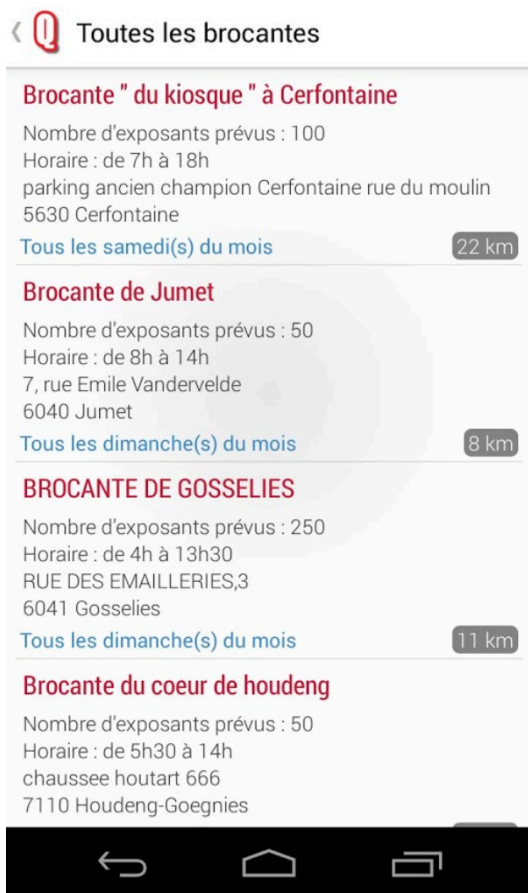 Q Toutes les brocantes
Brocante " du kiosque " à Cerfontaine
Nombre d'exposants prévus : 100
Horaire : de 7h à 18h
parking ancien champion Cerfontaine rue du moulin
5630 Cerfontaine
Tous les samedi(s) du mois 22 km
Brocante de Jumet
Nombre d'exposants prévus : 50
Horaire : de 8h à 14h
7, rue Emile Vandervelde
6040 Jumet
Tous les dimanche(s) du mois 8 km
BROCANTE DE GOSSELIES
Nombre d'exposants prévus : 250
Horaire : de 4h à 13h30
RUE DES EMAILLERIES,3
6041 Gosselies
Tous les dimanche(s) du mois 11 km
Brocante du coeur de houdeng
Nombre d'exposants prévus : 50
Horaire : de 5h30 à 14h
chaussee houtart 666
7110 Houdeng-Goegnies